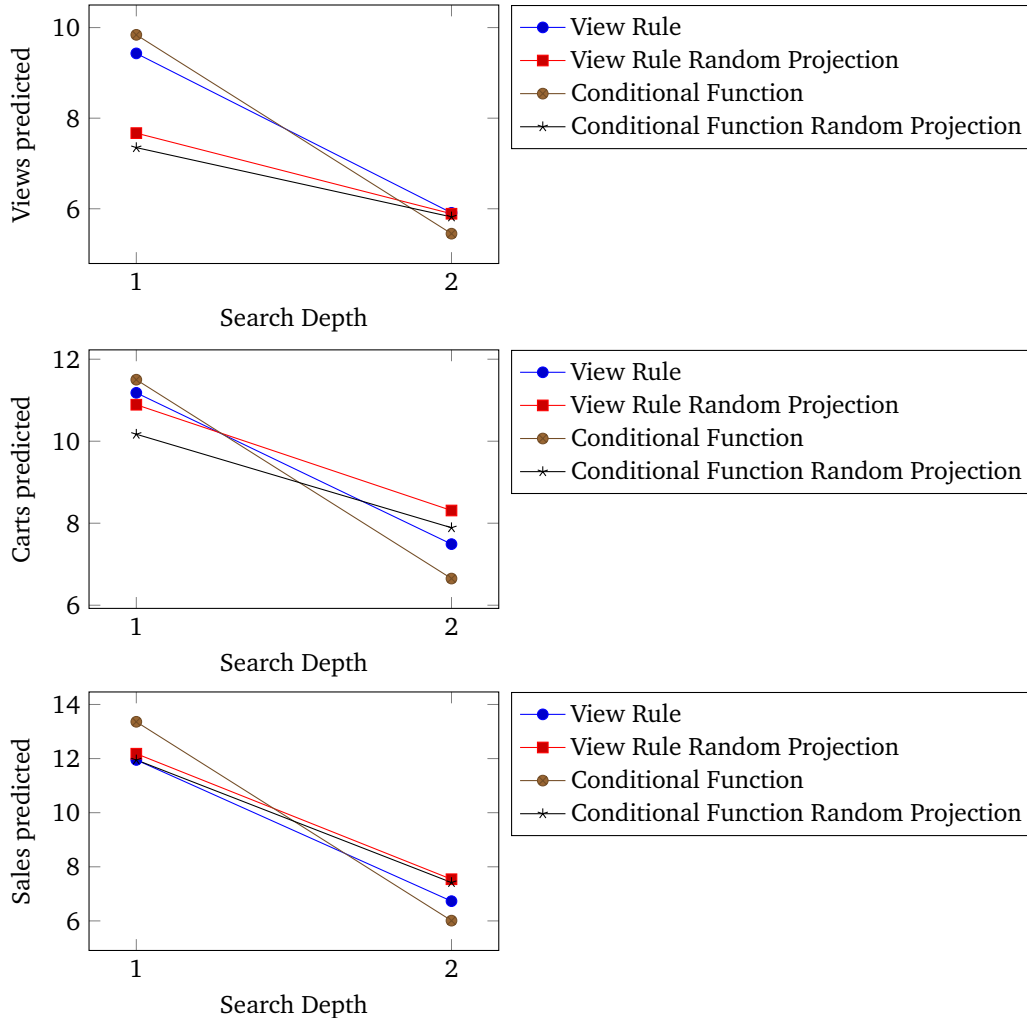 10
8
6
Views predicted
1
2
Search Depth
View Rule
View Rule Random Projection
Conditional Function
Conditional Function Random Projection
12
10
8
6
Carts predicted
1
2
Search Depth
View Rule
View Rule Random Projection
Conditional Function
Conditional Function Random Projection
14
12
10
8
6
Sales predicted
1
2
Search Depth
View Rule
View Rule Random Projection
Conditional Function
Conditional Function Random Projection